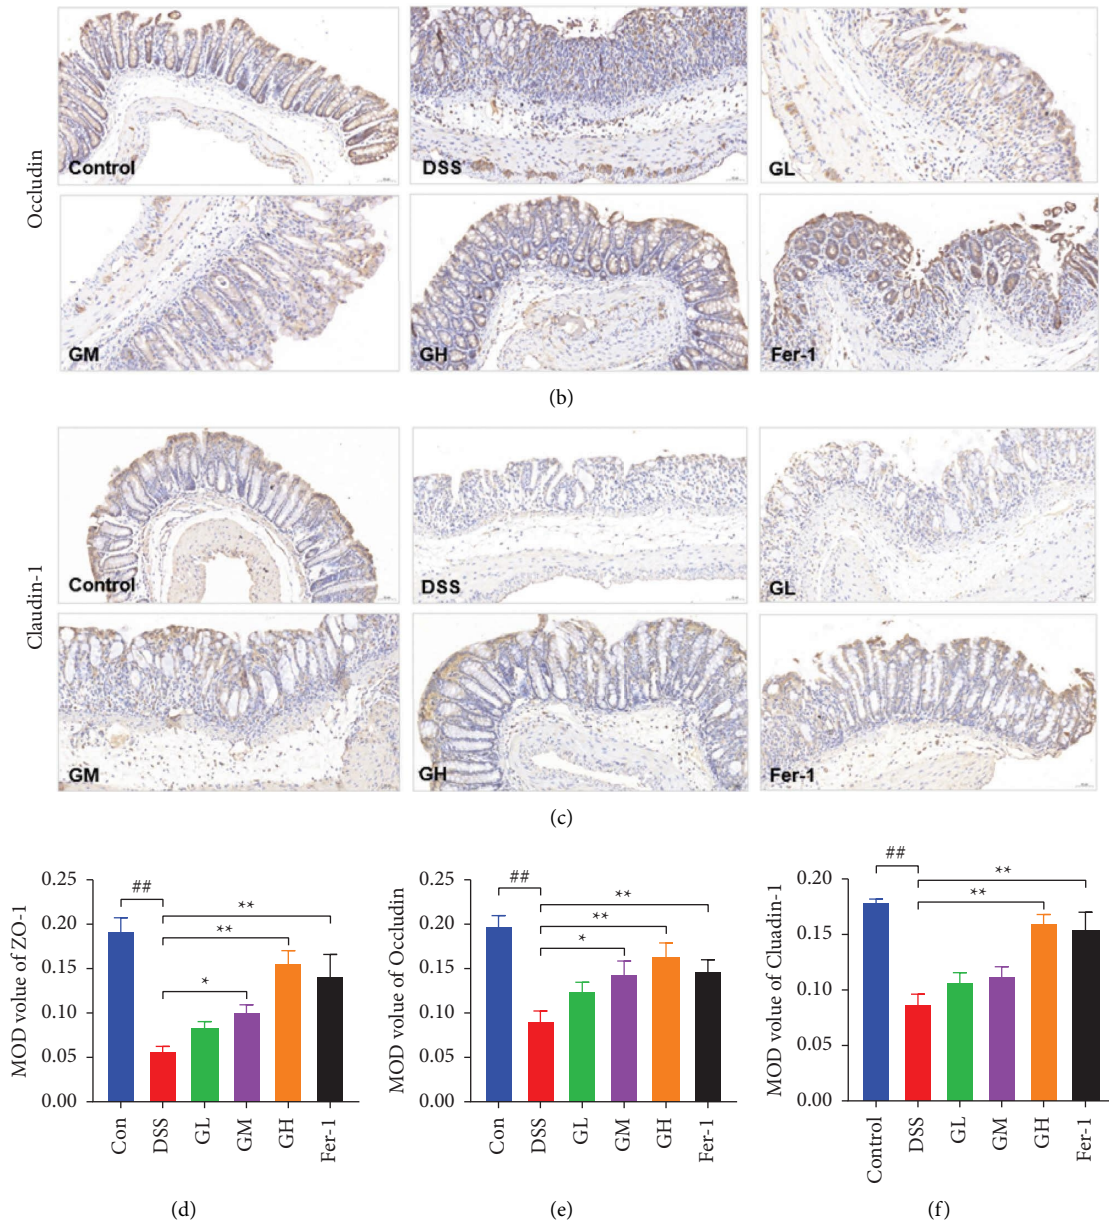 Occludin
Control
DSS
GL
GM
GH
Fer-1
(b)
Claudin-1
Control
DSS
GL
GM
GH
Fer-1
(c)
MOD volue of ZO-1
0.25
0.20
0.15
0.10
0.05
0.00
##
**
**
*
Con
DSS
GL
GM
GH
Fer-1
(d)
MOD volue of Occludin
0.25
0.20
0.15
0.10
0.05
0.00
##
**
**
*
Con
DSS
GL
GM
GH
Fer-1
(e)
MOD value of Cluadin-1
0.20
0.15
0.10
0.05
0.00
##
**
**
Control
DSS
GL
GM
GH
Fer-1
(f)